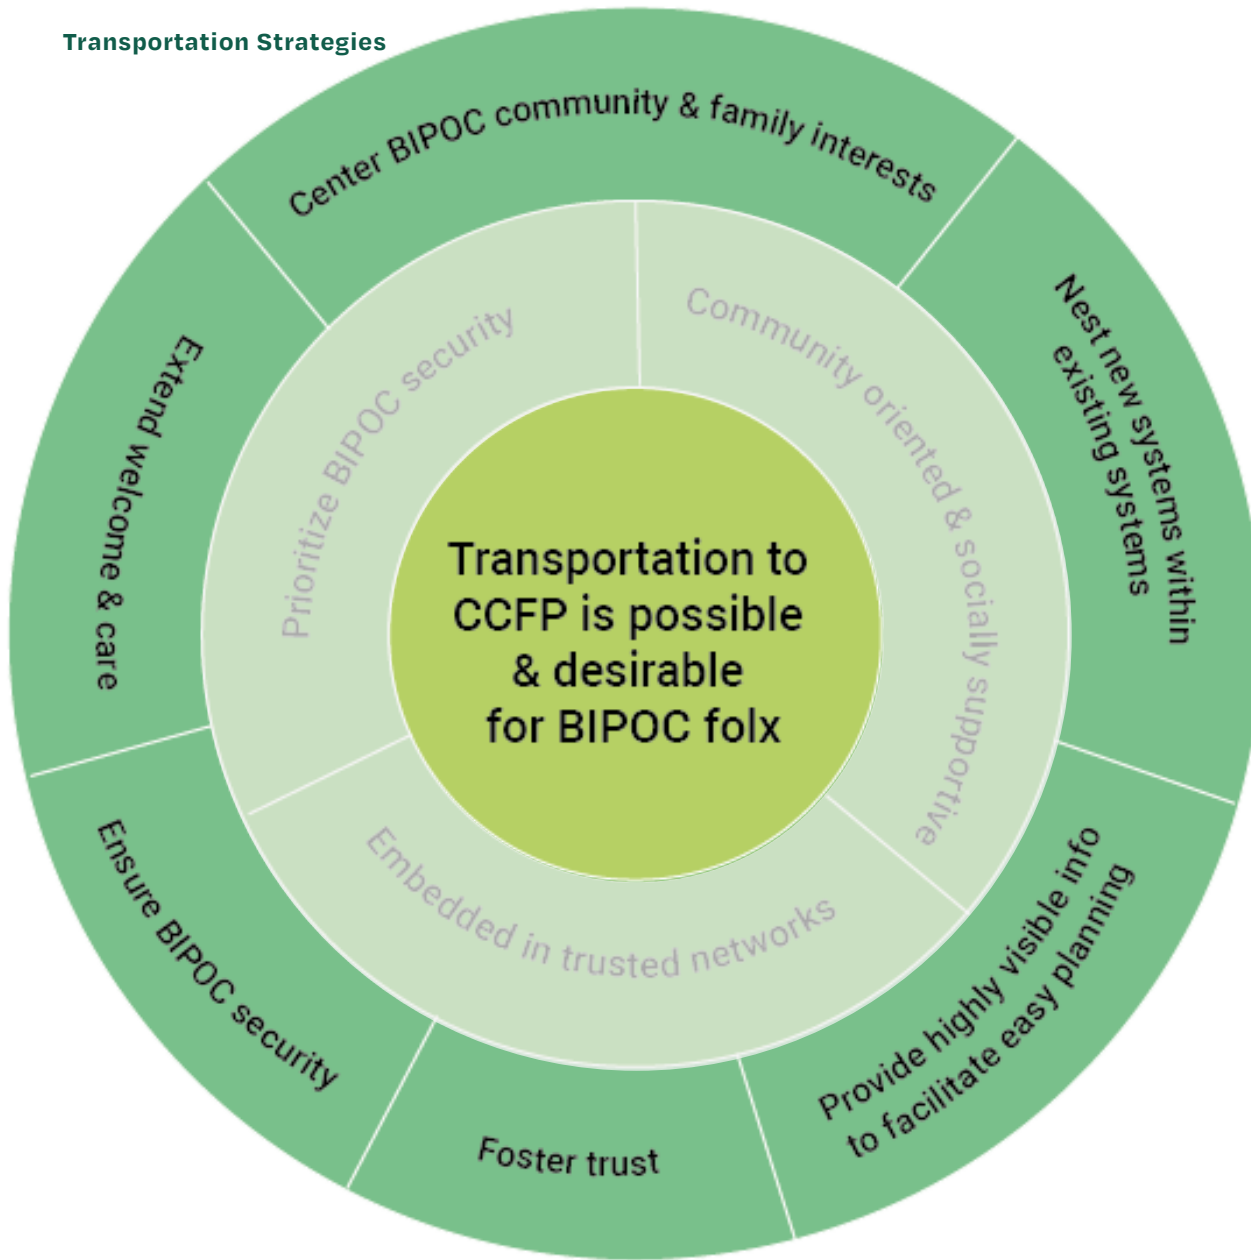 Transportation Strategies
Center BIPOC community & family interests
Nest new systems within
existing systems
Provide highly visible info
to facilitate easy planning
Foster trust
Ensure BIPOC security
Extend welcome & care
Prioritize BIPOC security
Community oriented & socially supportive
Embedded in trusted networks
Transportation to
CCFP is possible
& desirable
for BIPOC folx